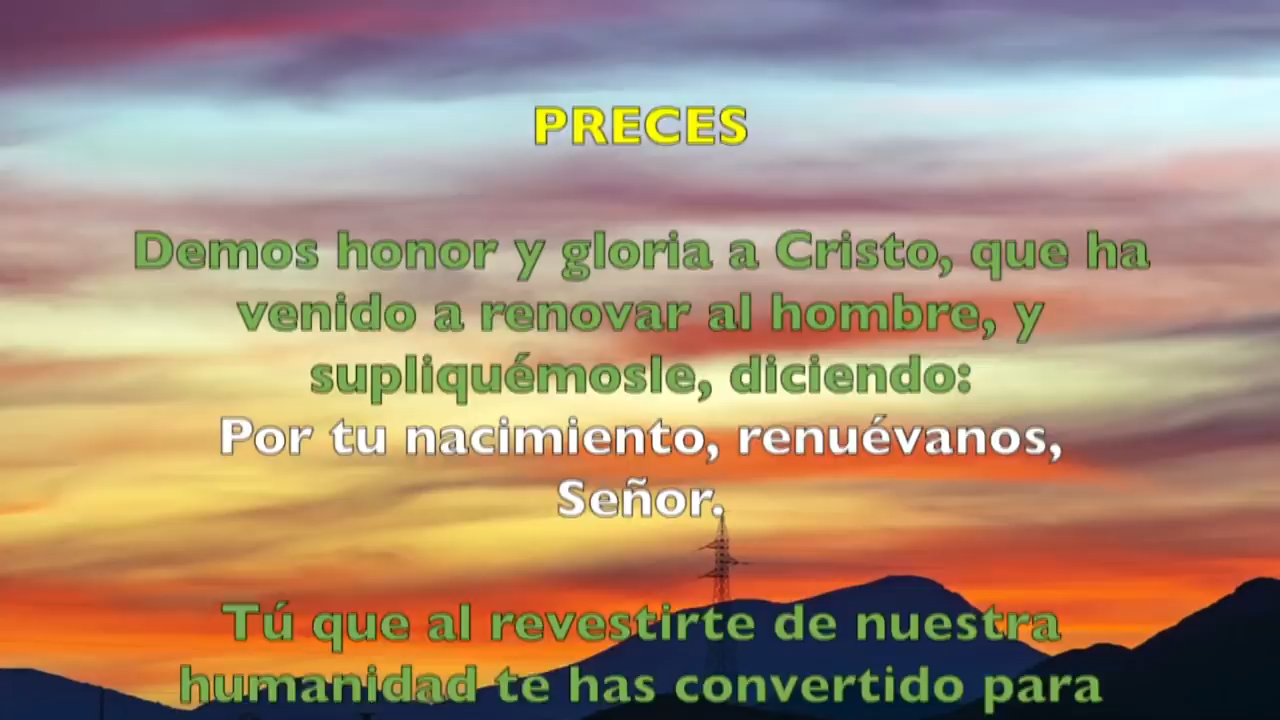 PRECES
Demos honor y gloria a Cristo, que ha
venido a renovar al hombre, y
supliquémosle, diciendo:
Por tu nacimiento, renuévanos,
Señor.
Tú que al revestirte de nuestra
humanidad te has convertido para